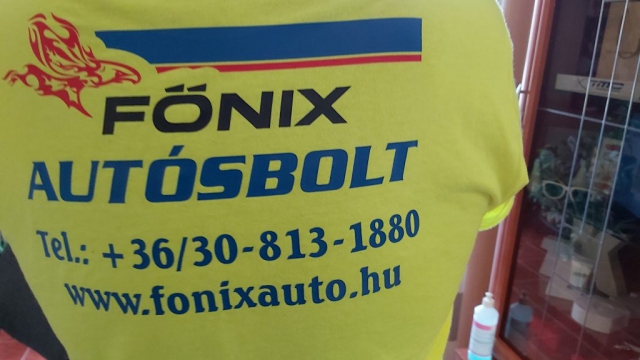 FŐNIX
AUTÓSBOLT
Tel.: +36/30-813-1880
www.fonixauto.hu